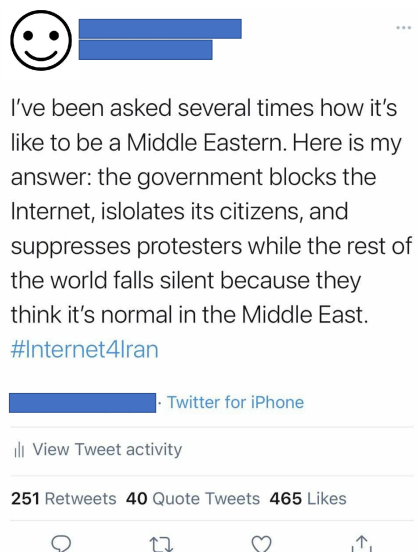 I've been asked several times how it's
like to be a Middle Eastern. Here is my
answer: the government blocks the
Internet, islolates its citizens, and
suppresses protesters while the rest of
the world falls silent because they
think it's normal in the Middle East.
#Internet4Iran
· Twitter for iPhone
View Tweet activity
251 Retweets 40 Quote Tweets 465 Likes